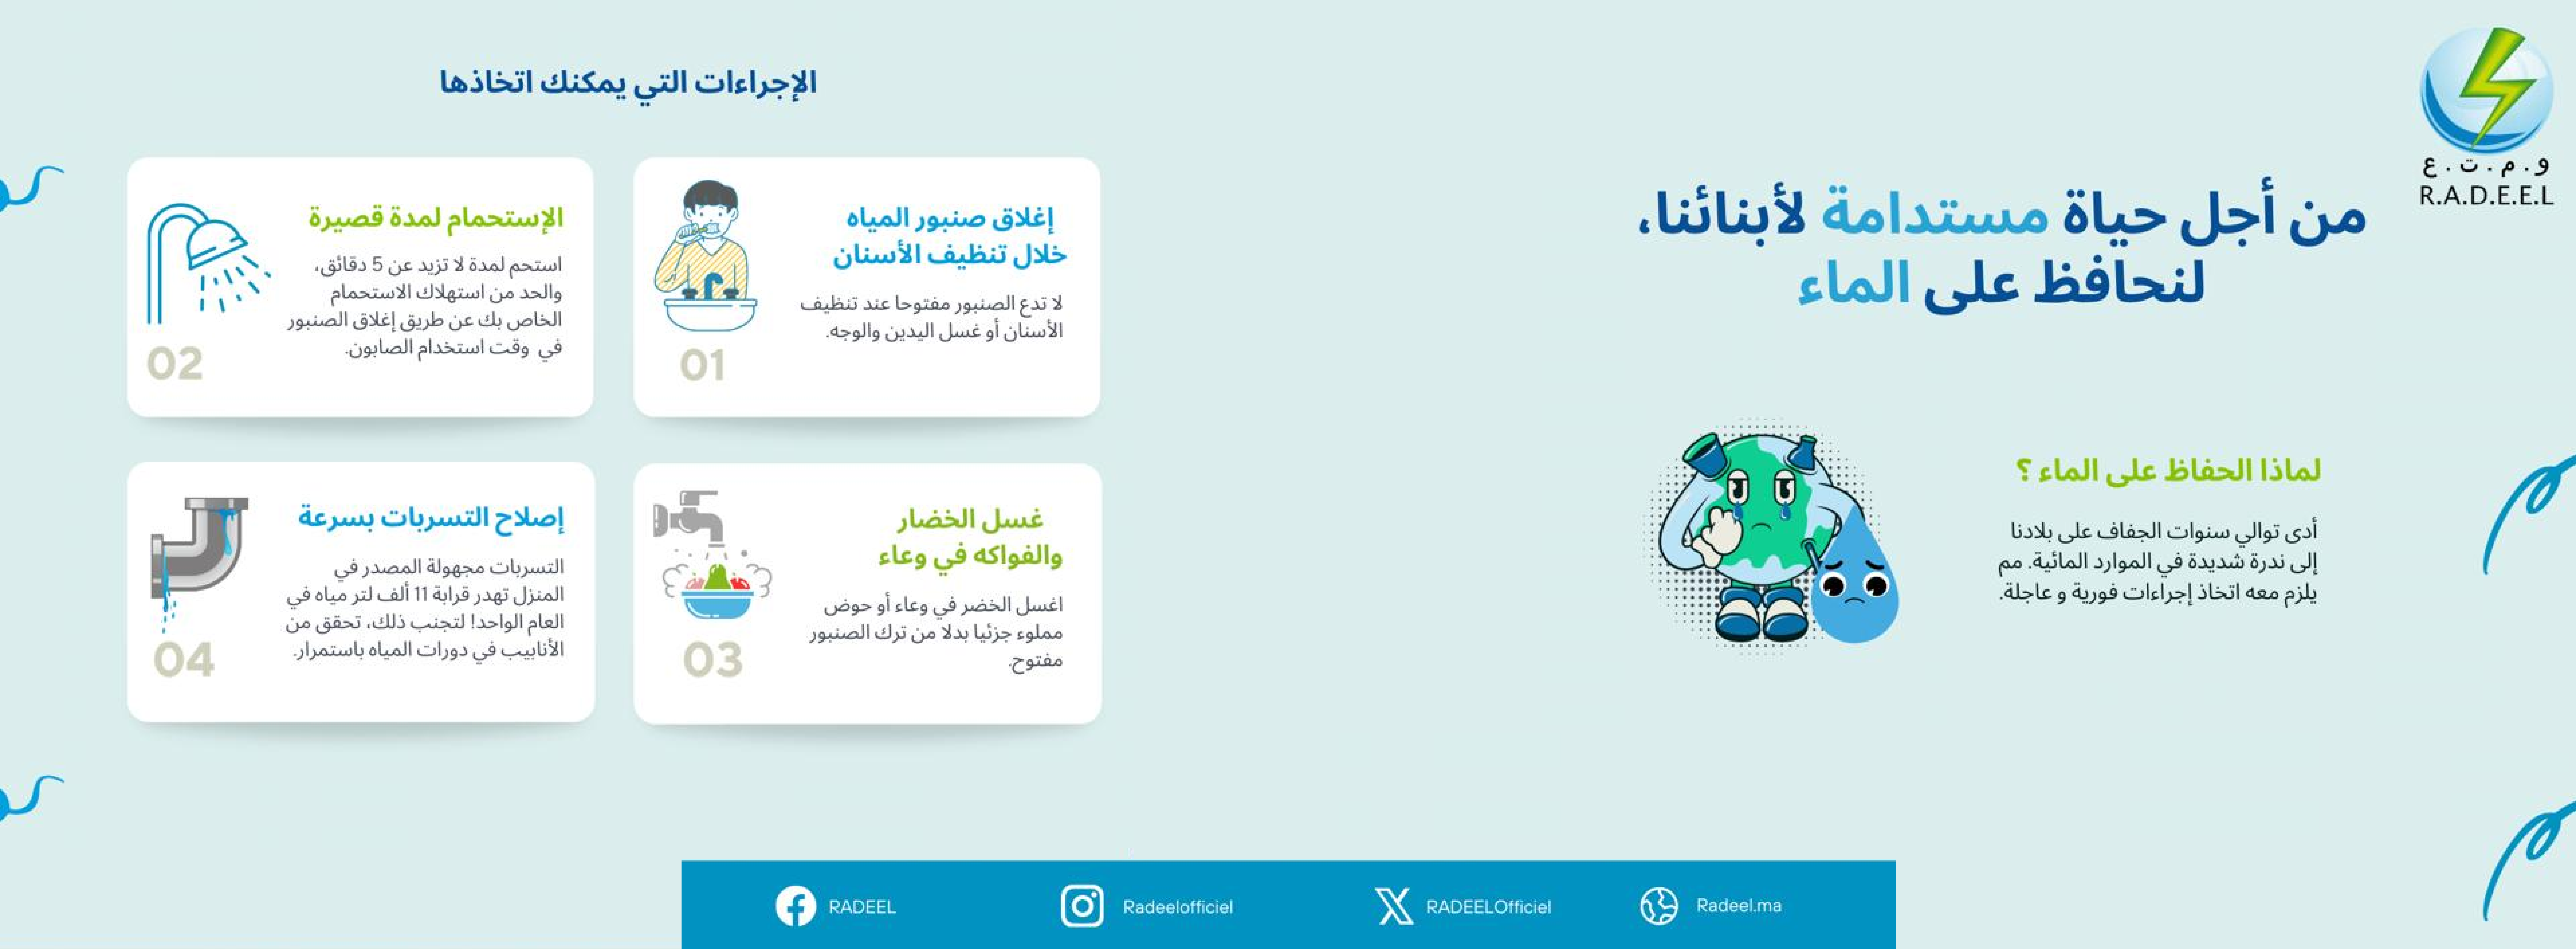 و.م.ت.ع
R.A.D.E.E.L
من أجل حياة مستدامة لأبنائنا،
لنحافظ على الماء
لماذا الحفاظ على الماء ؟
أدى توالي سنوات الجفاف على بلادنا
إلى ندرة شديدة في الموارد المائية. مم
يلزم معه اتخاذ إجراءات فورية و عاجلة.
الإجراءات التي يمكنك اتخاذها
إغلاق صنبور المياه
خلال تنظيف الأسنان
لا تدع الصنبور مفتوحا عند تنظيف
الأسنان أو غسل اليدين والوجه.
01
الإستحمام لمدة قصيرة
استحم لمدة لا تزيد عن 5 دقائق،
والحد من استهلاك الاستحمام
الخاص بك عن طريق إغلاق الصنبور
في وقت استخدام الصابون.
02
غسل الخضار
والفواكه في وعاء
اغسل الخضر في وعاء أو حوض
مملوء جزئيا بدلا من ترك الصنبور
مفتوح.
03
إصلاح التسربات بسرعة
التسربات مجهولة المصدر في
المنزل تهدر قرابة 11 ألف لتر مياه في
العام الواحد! لتجنب ذلك، تحقق من
الأنابيب في دورات المياه باستمرار.
04
RADEEL
Radeelofficiel
RADEELOfficiel
Radeel.ma